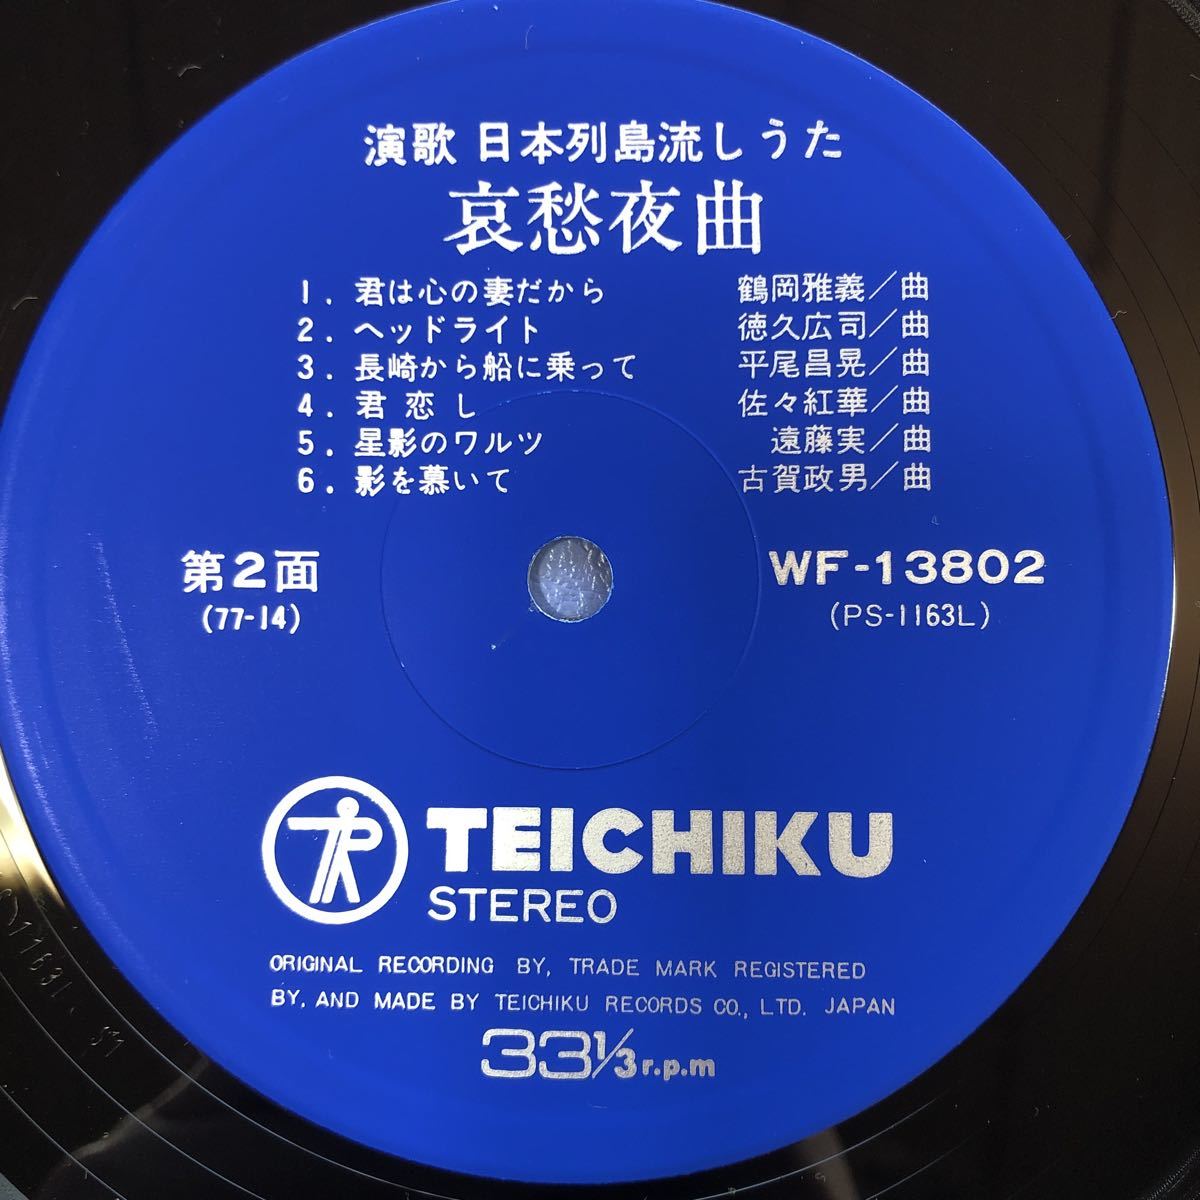 演歌 日本列島流しうた
哀愁夜曲
1. 君は心の妻だから 鶴岡雅義／曲
2. ヘッドライト 徳久広司／曲
3. 長崎から船に乗って 平尾昌晃／曲
4. 君恋し 佐々紅華／曲
5. 星影のワルツ 遠藤実／曲
6. 影を慕いて 古賀政男／曲
第2面 WF-13802
(77-14) (PS-1163L)
TEICHIKU
STEREO
ORIGINAL RECORDING BY, TRADE MARK REGISTERED
BY, AND MADE BY TEICHIKU RECORDS CO., LTD. JAPAN
33 1/3 r.p.m